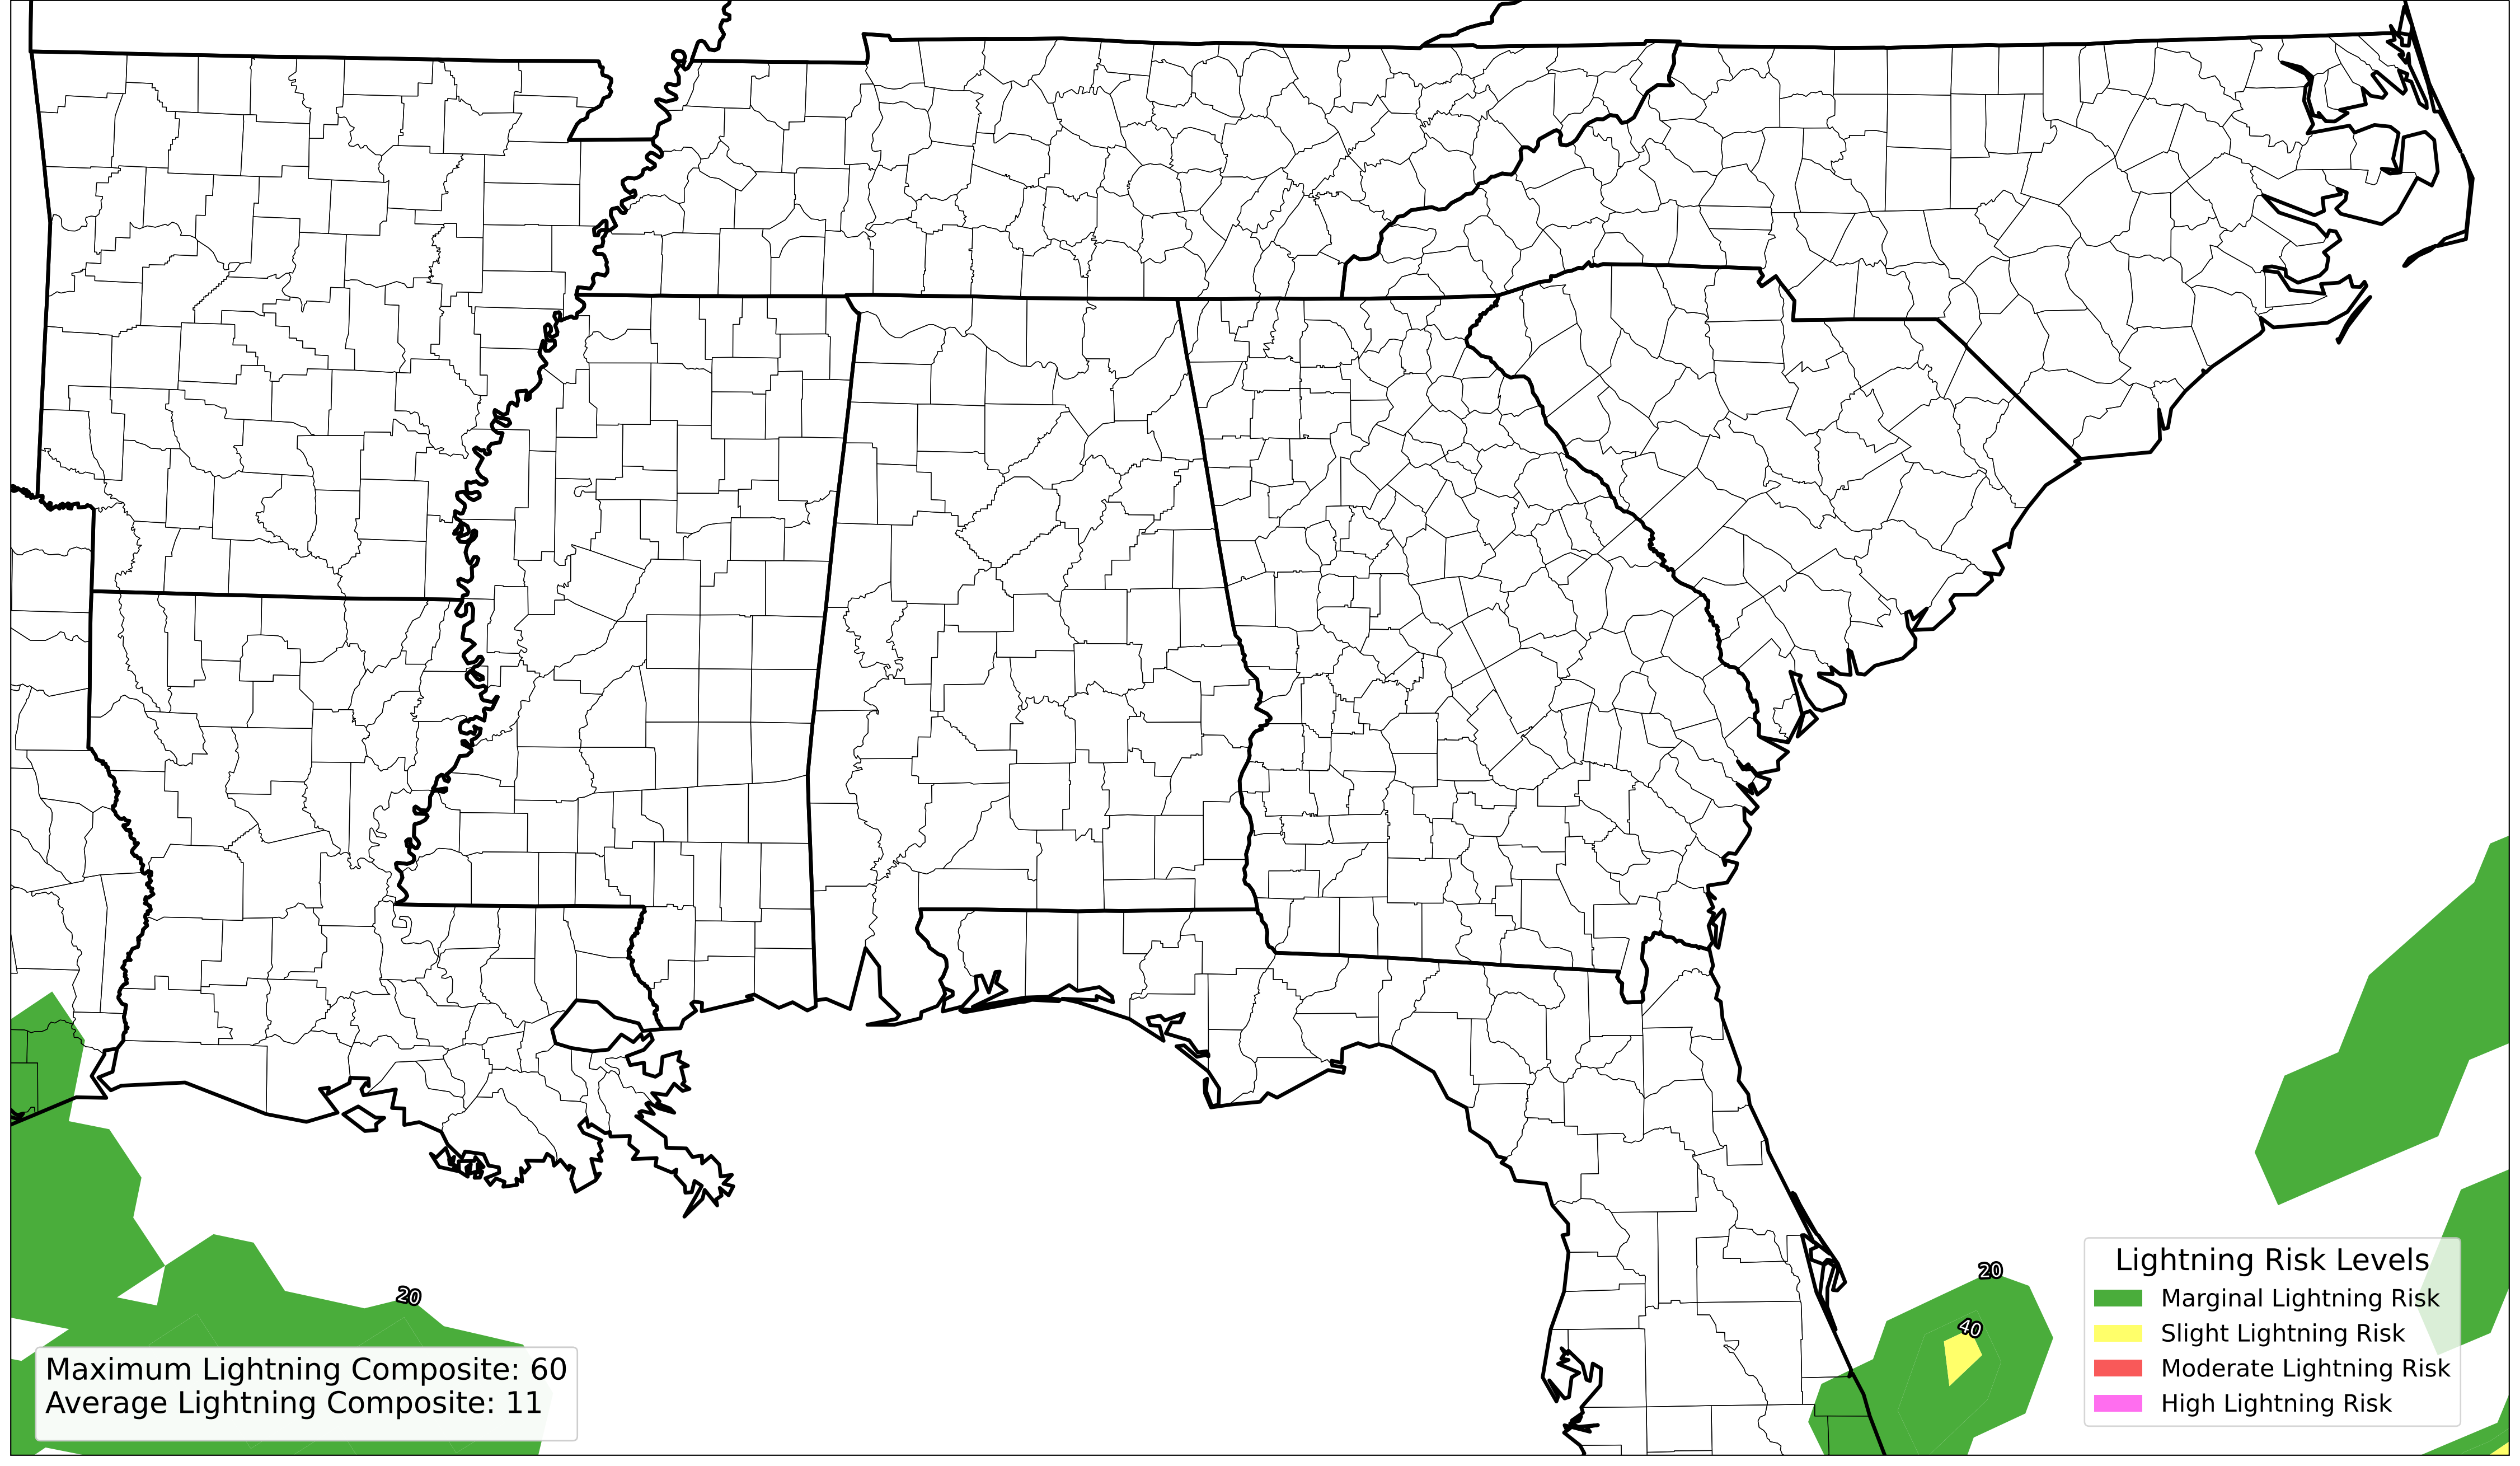 20
20
40
Maximum Lightning Composite: 60
Average Lightning Composite: 11
Lightning Risk Levels
Marginal Lightning Risk
Slight Lightning Risk
Moderate Lightning Risk
High Lightning Risk